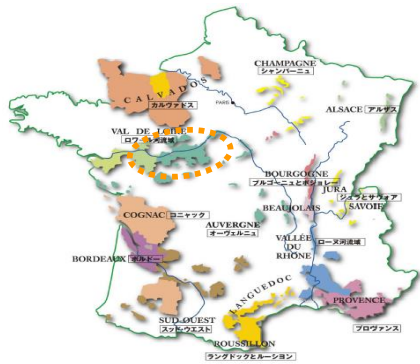 CHAMPAGNE
シャンパーニュ
CALVADOS
カルヴァドス
PARIS
ALSACE アルザス
VAL DE LOIRE
ロワール河流域
BOURGOGNE
ブルゴーニュとボジョレー
JURA
ジュラとサヴォア
SAVOIE
BEAUJOLAIS
COGNAC コニャック
AUVERGNE
オーヴェルニュ
VALLÉE
DU
RHÔNE
ローヌ河流域
BORDEAUX ボルドー
LANGUEDOC
PROVENCE
プロヴァンス
SUD OUEST
スッド・ウエスト
ROUSSILLON
ラングドックとルーション